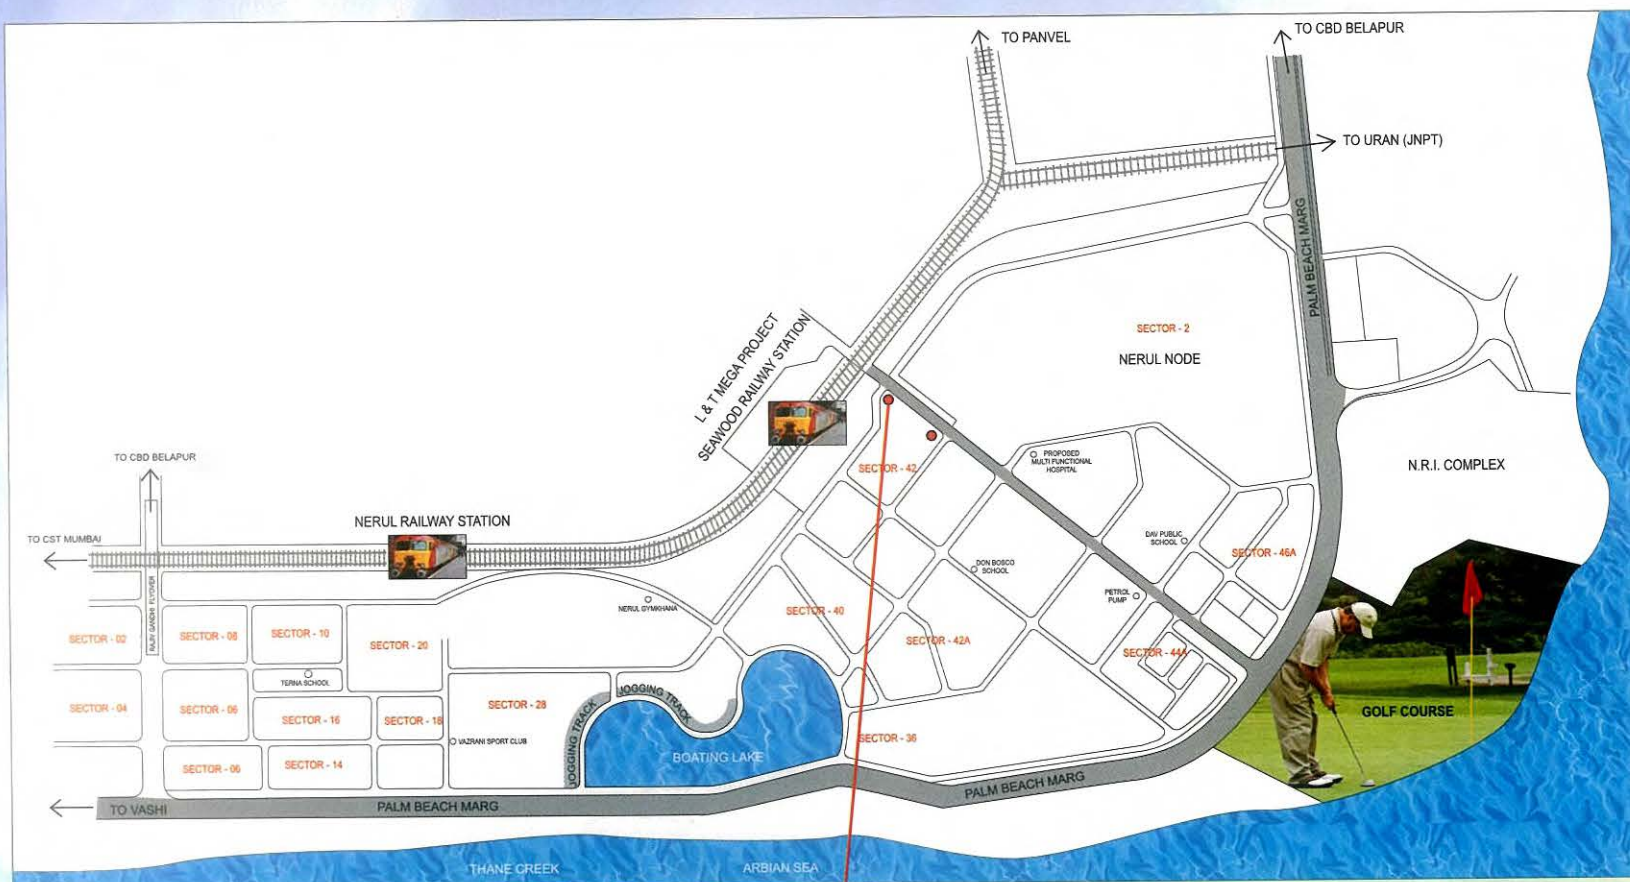 TO PANVEL
TO CBD BELAPUR
TO URAN (JNPT)
PALM BEACH MARG
SECTOR - 2
NERUL NODE
L & T MEGA PROJECT
SEAWOOD RAILWAY STATION
N.R.I. COMPLEX
PROPOSED
MULTI FUNCTIONAL
HOSPITAL
SECTOR - 42
TO CBD BELAPUR
NERUL RAILWAY STATION
TO CST MUMBAI
DAV PUBLIC
SCHOOL
SECTOR - 46A
DON BOSCO
SCHOOL
PETROL
PUMP
RAJIV GANDHI FLYOVER
NERUL GYMKHANA
SECTOR - 40
SECTOR - 42A
SECTOR - 44A
SECTOR - 02
SECTOR - 08
SECTOR - 10
SECTOR - 20
TERNA SCHOOL
SECTOR - 04
SECTOR - 06
SECTOR - 16
SECTOR - 18
SECTOR - 28
JOGGING TRACK
JOGGING TRACK
GOLF COURSE
VAZRANI SPORT CLUB
SECTOR - 36
BOATING LAKE
SECTOR - 06
SECTOR - 14
PALM BEACH MARG
TO VASHI
PALM BEACH MARG
THANE CREEK
ARBIAN SEA